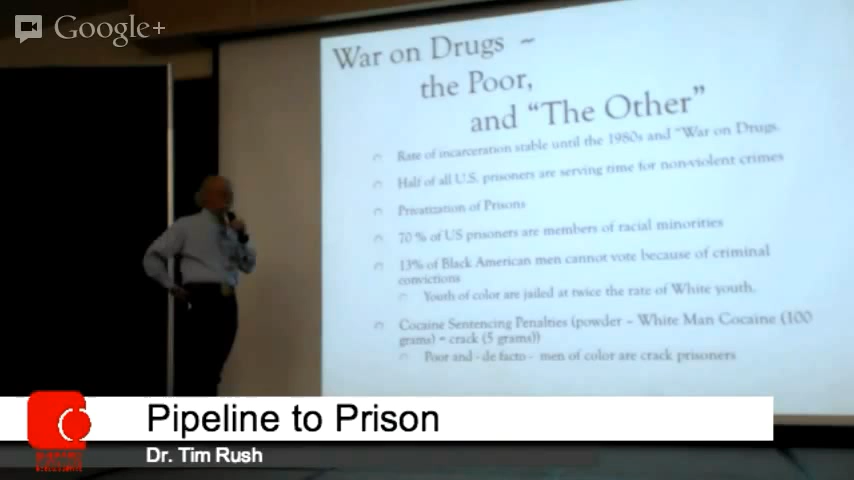 Google+
War on Drugs ~
the Poor,
and “The Other”
Rate of incarceration stable until the 1980s and “War on Drugs.
Half of all U.S. prisoners are serving time for non-violent crimes
Privatization of Prisons
70 % of US prisoners are members of racial minorities
13% of Black American men cannot vote because of criminal
convictions
Youth of color are jailed at twice the rate of White youth.
Cocaine Sentencing Penalties (powder – White Man Cocaine (100
grams) = crack (5 grams))
Poor and - de facto - men of color are crack prisoners
Pipeline to Prison
Dr. Tim Rush